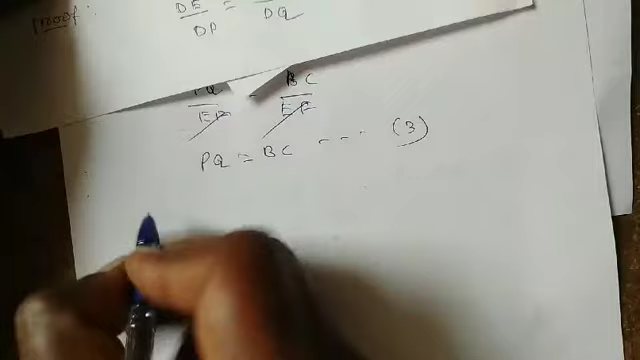 Proof:
DE =
DP DQ
PQ BC
EF EF
PQ = BC --- (3)